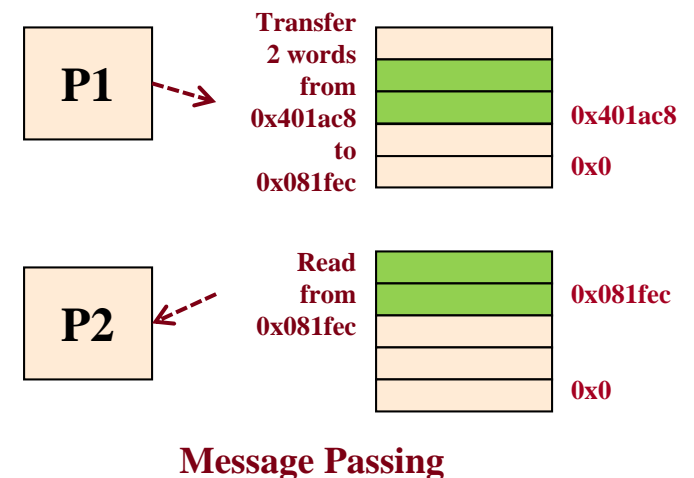 P1
Transfer
2 words
from
0x401ac8
to
0x081fec
0x401ac8
0x0
P2
Read
from
0x081fec
0x081fec
0x0
Message Passing